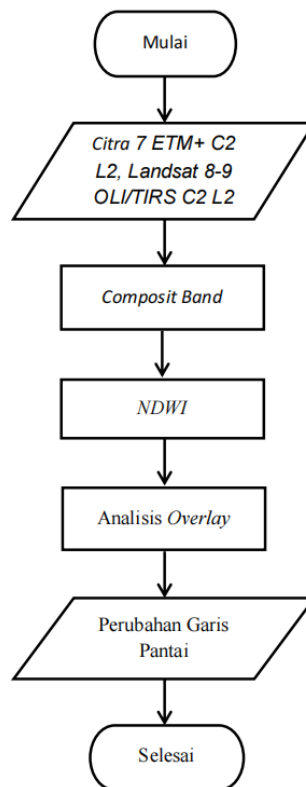 Mulai
Citra 7 ETM+ C2
L2, Landsat 8-9
OLI/TIRS C2 L2
Composit Band
NDWI
Analisis Overlay
Perubahan Garis
Pantai
Selesai